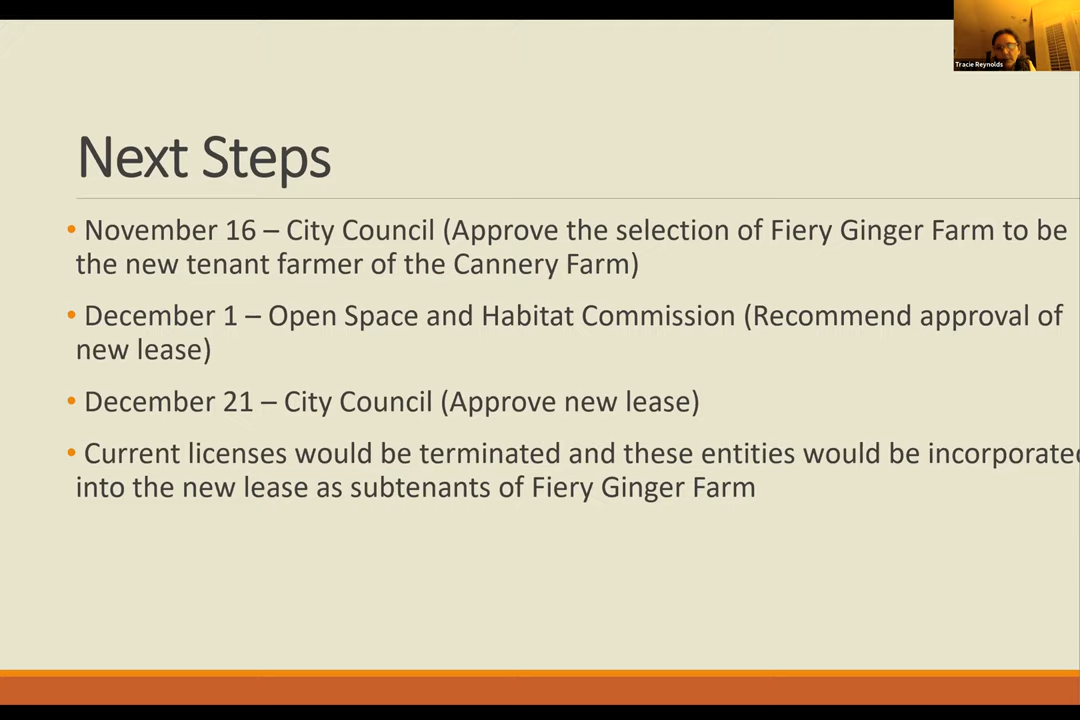 Tracie Reynolds
Next Steps
• November 16 – City Council (Approve the selection of Fiery Ginger Farm to be
the new tenant farmer of the Cannery Farm)
• December 1 – Open Space and Habitat Commission (Recommend approval of
new lease)
• December 21 – City Council (Approve new lease)
• Current licenses would be terminated and these entities would be incorporated
into the new lease as subtenants of Fiery Ginger Farm